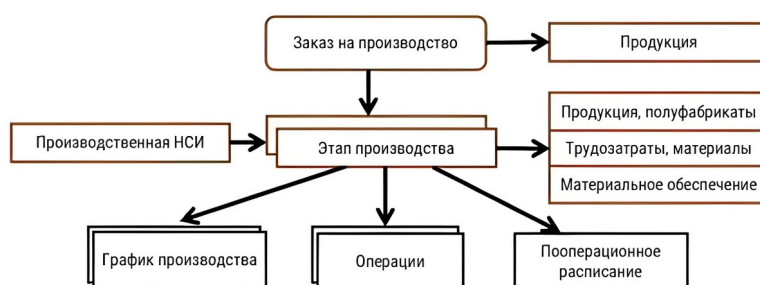 Заказ на производство
Продукция
Производственная НСИ
Этап производства
Продукция, полуфабрикаты
Трудозатраты, материалы
Материальное обеспечение
График производства
Операции
Пооперационное
расписание